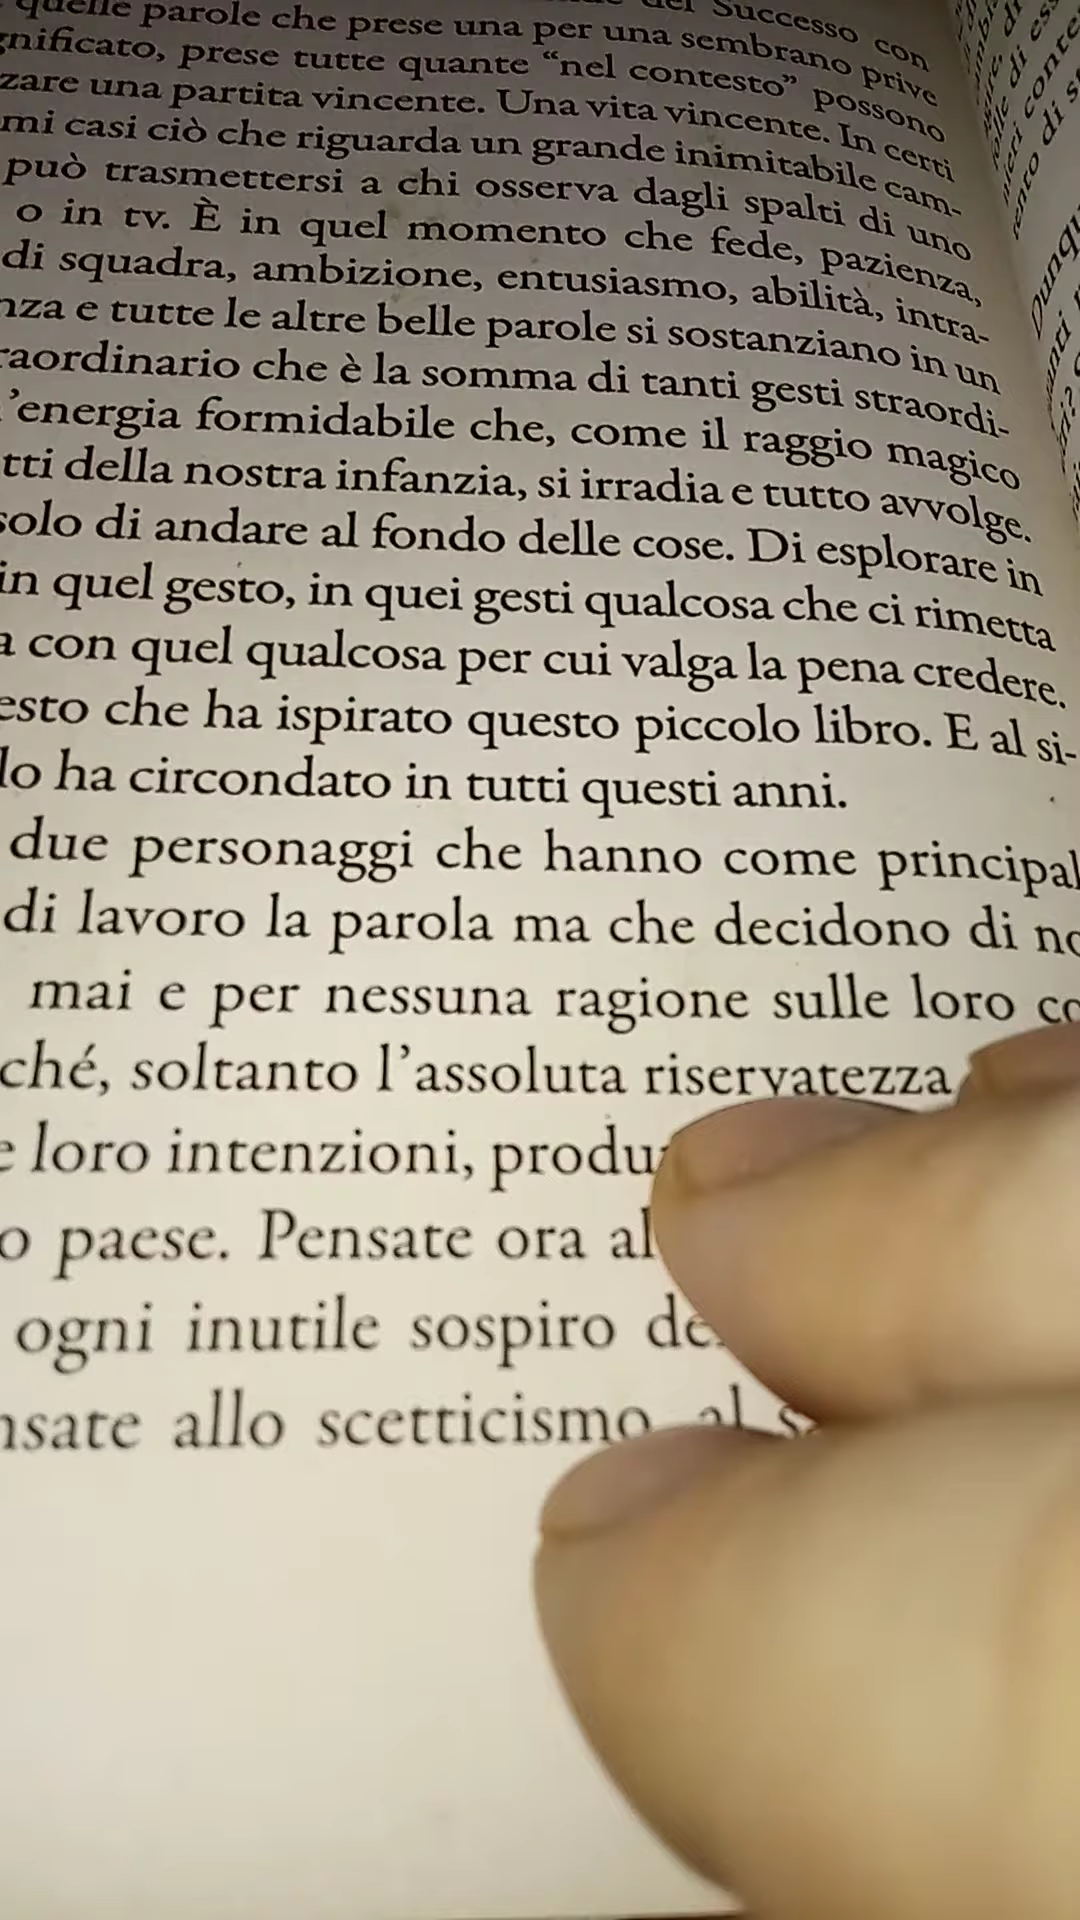 del Successo con
quelle parole che prese una per una sembrano prive
gnificato, prese tutte quante “nel contesto” possono
zare una partita vincente. Una vita vincente. In certi
mi casi ciò che riguarda un grande inimitabile cam-
può trasmettersi a chi osserva dagli spalti di uno
o in tv. È in quel momento che fede, pazienza,
di squadra, ambizione, entusiasmo, abilità, intra-
nza e tutte le altre belle parole si sostanziano in un
raordinario che è la somma di tanti gesti straordi-
’energia formidabile che, come il raggio magico
tti della nostra infanzia, si irradia e tutto avvolge.
solo di andare al fondo delle cose. Di esplorare in
in quel gesto, in quei gesti qualcosa che ci rimetta
a con quel qualcosa per cui valga la pena credere.
esto che ha ispirato questo piccolo libro. E al si-
lo ha circondato in tutti questi anni.
due personaggi che hanno come principal
di lavoro la parola ma che decidono di no
mai e per nessuna ragione sulle loro co
ché, soltanto l’assoluta riservatezza
e loro intenzioni, produ
o paese. Pensate ora al
ogni inutile sospiro de
nsate allo scetticismo, al s